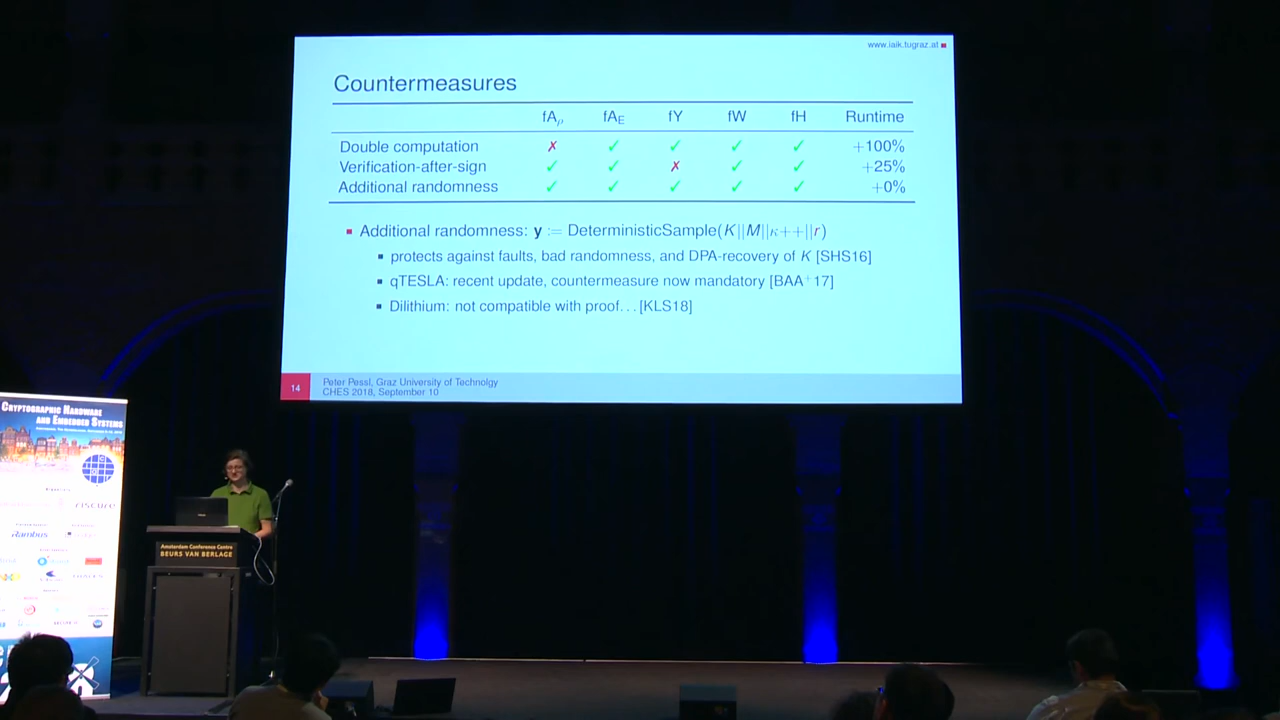 www.iaik.tugraz.at
Countermeasures
fAρ fAE fY fW fH Runtime
Double computation ✗ ✓ ✓ ✓ ✓ +100%
Verification-after-sign ✓ ✓ ✗ ✓ ✓ +25%
Additional randomness ✓ ✓ ✓ ✓ ✓ +0%
Additional randomness: y := DeterministicSample(K||M||κ++||r)
protects against faults, bad randomness, and DPA-recovery of K [SHS16]
qTESLA: recent update, countermeasure now mandatory [BAA+17]
Dilithium: not compatible with proof... [KLS18]
14
Peter Pessl, Graz University of Technolgy
CHES 2018, September 10
CRYPTOGRAPHIC HARDWARE
AND EMBEDDED SYSTEMS
riscure
Rambus
Amsterdam Conference Centre
BEURS VAN BERLAGE